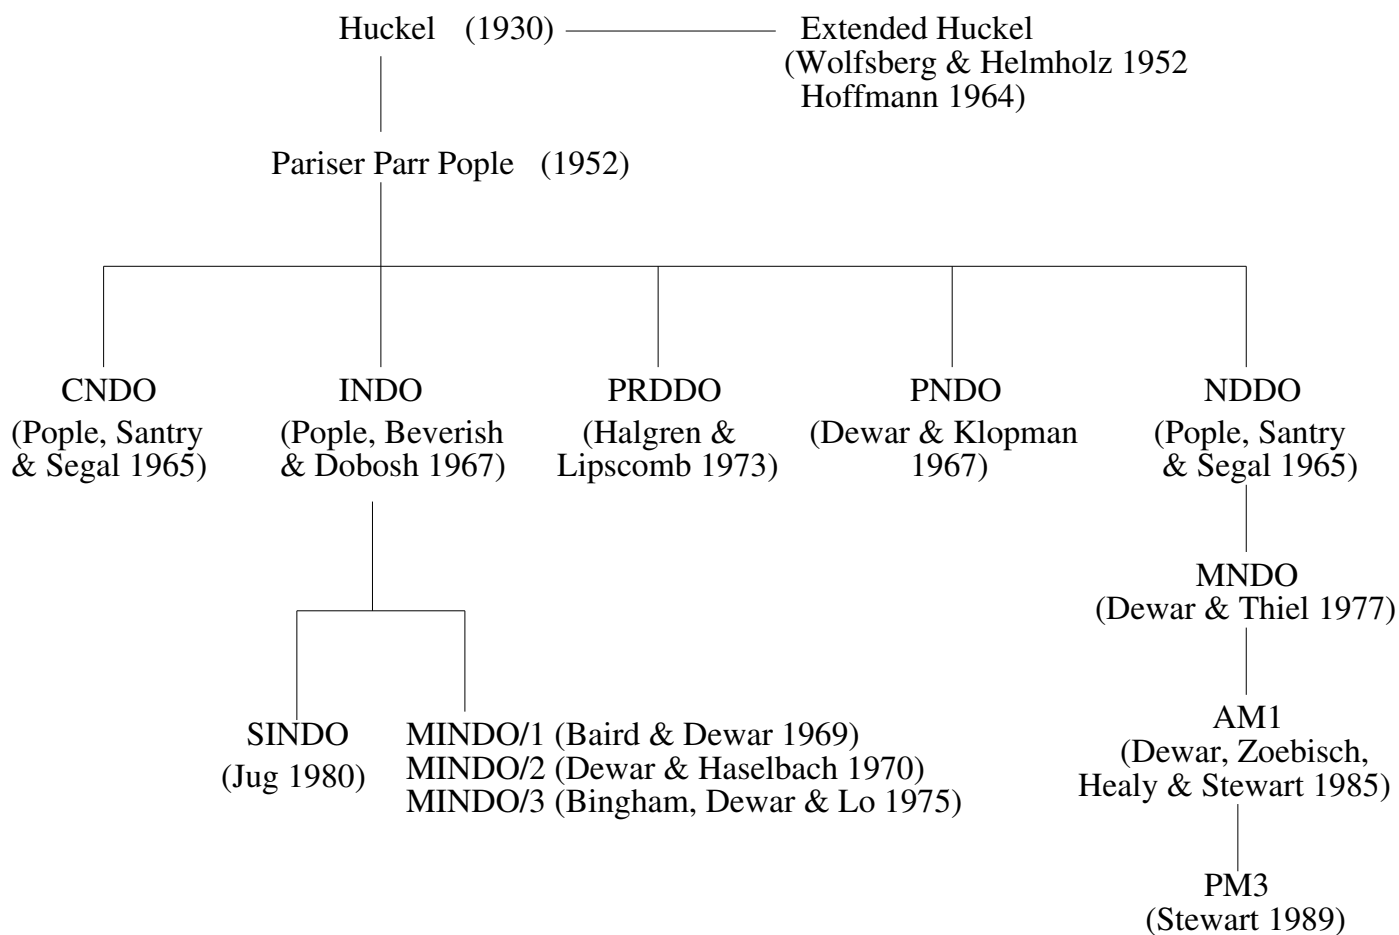 Huckel (1930)
Extended Huckel
(Wolfsberg & Helmholz 1952
Hoffmann 1964)
Pariser Parr Pople (1952)
CNDO
(Pople, Santry
& Segal 1965)
INDO
(Pople, Beverish
& Dobosh 1967)
PRDDO
(Halgren &
Lipscomb 1973)
PNDO
(Dewar & Klopman
1967)
NDDO
(Pople, Santry
& Segal 1965)
MNDO
(Dewar & Thiel 1977)
SINDO
(Jug 1980)
MINDO/1 (Baird & Dewar 1969)
MINDO/2 (Dewar & Haselbach 1970)
MINDO/3 (Bingham, Dewar & Lo 1975)
AM1
(Dewar, Zoebisch,
Healy & Stewart 1985)
PM3
(Stewart 1989)